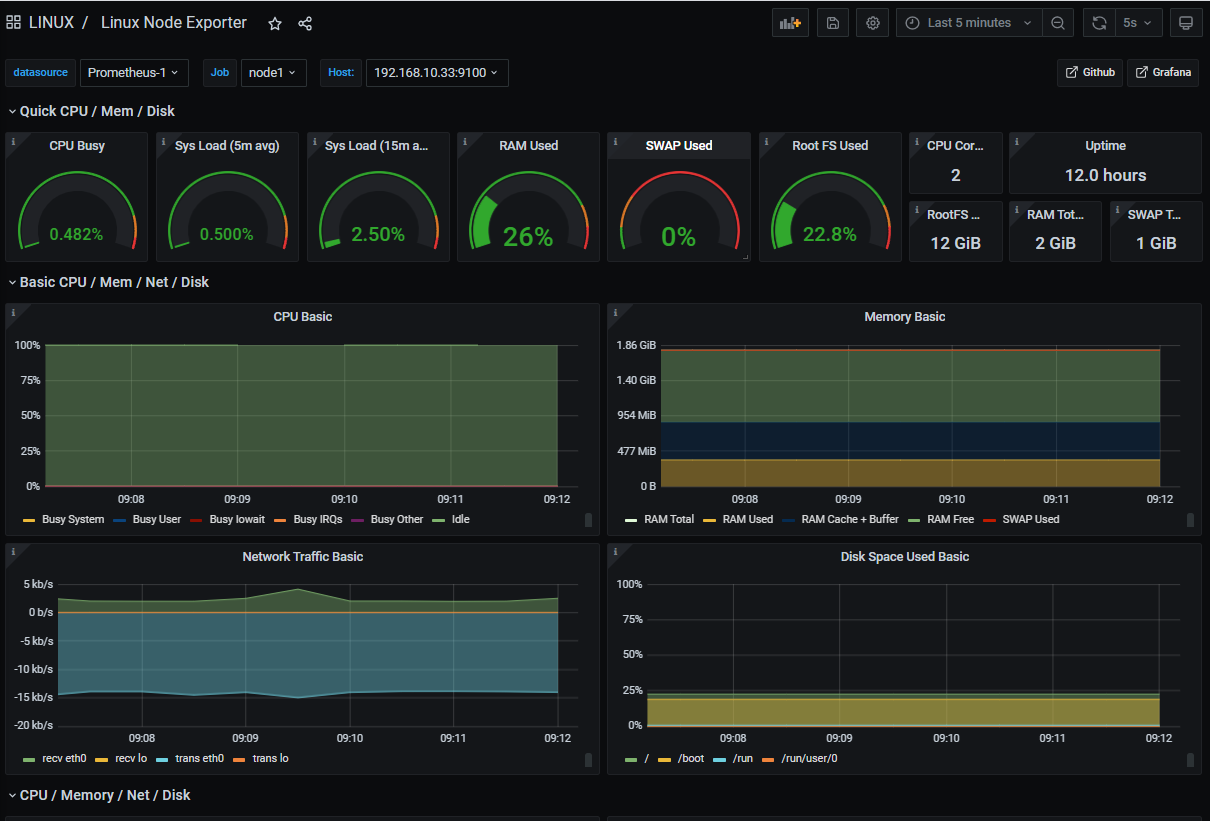 LINUX / Linux Node Exporter
Last 5 minutes
5s
datasource Prometheus-1 Job node1 Host: 192.168.10.33:9100
Github Grafana
Quick CPU / Mem / Disk
CPU Busy
0.482%
Sys Load (5m avg)
0.500%
Sys Load (15m a...
2.50%
RAM Used
26%
SWAP Used
0%
Root FS Used
22.8%
CPU Cor...
2
Uptime
12.0 hours
RootFS ...
12 GiB
RAM Tot...
2 GiB
SWAP T...
1 GiB
Basic CPU / Mem / Net / Disk
CPU Basic
100%
75%
50%
25%
0%
09:08 09:09 09:10 09:11 09:12
Busy System Busy User Busy Iowait Busy IRQs Busy Other Idle
Memory Basic
1.86 GiB
1.40 GiB
954 MiB
477 MiB
0 B
09:08 09:09 09:10 09:11 09:12
RAM Total RAM Used RAM Cache + Buffer RAM Free SWAP Used
Network Traffic Basic
5 kb/s
0 b/s
-5 kb/s
-10 kb/s
-15 kb/s
-20 kb/s
09:08 09:09 09:10 09:11 09:12
recv eth0 recv lo trans eth0 trans lo
Disk Space Used Basic
100%
75%
50%
25%
0%
09:08 09:09 09:10 09:11 09:12
/ /boot /run /run/user/0
CPU / Memory / Net / Disk